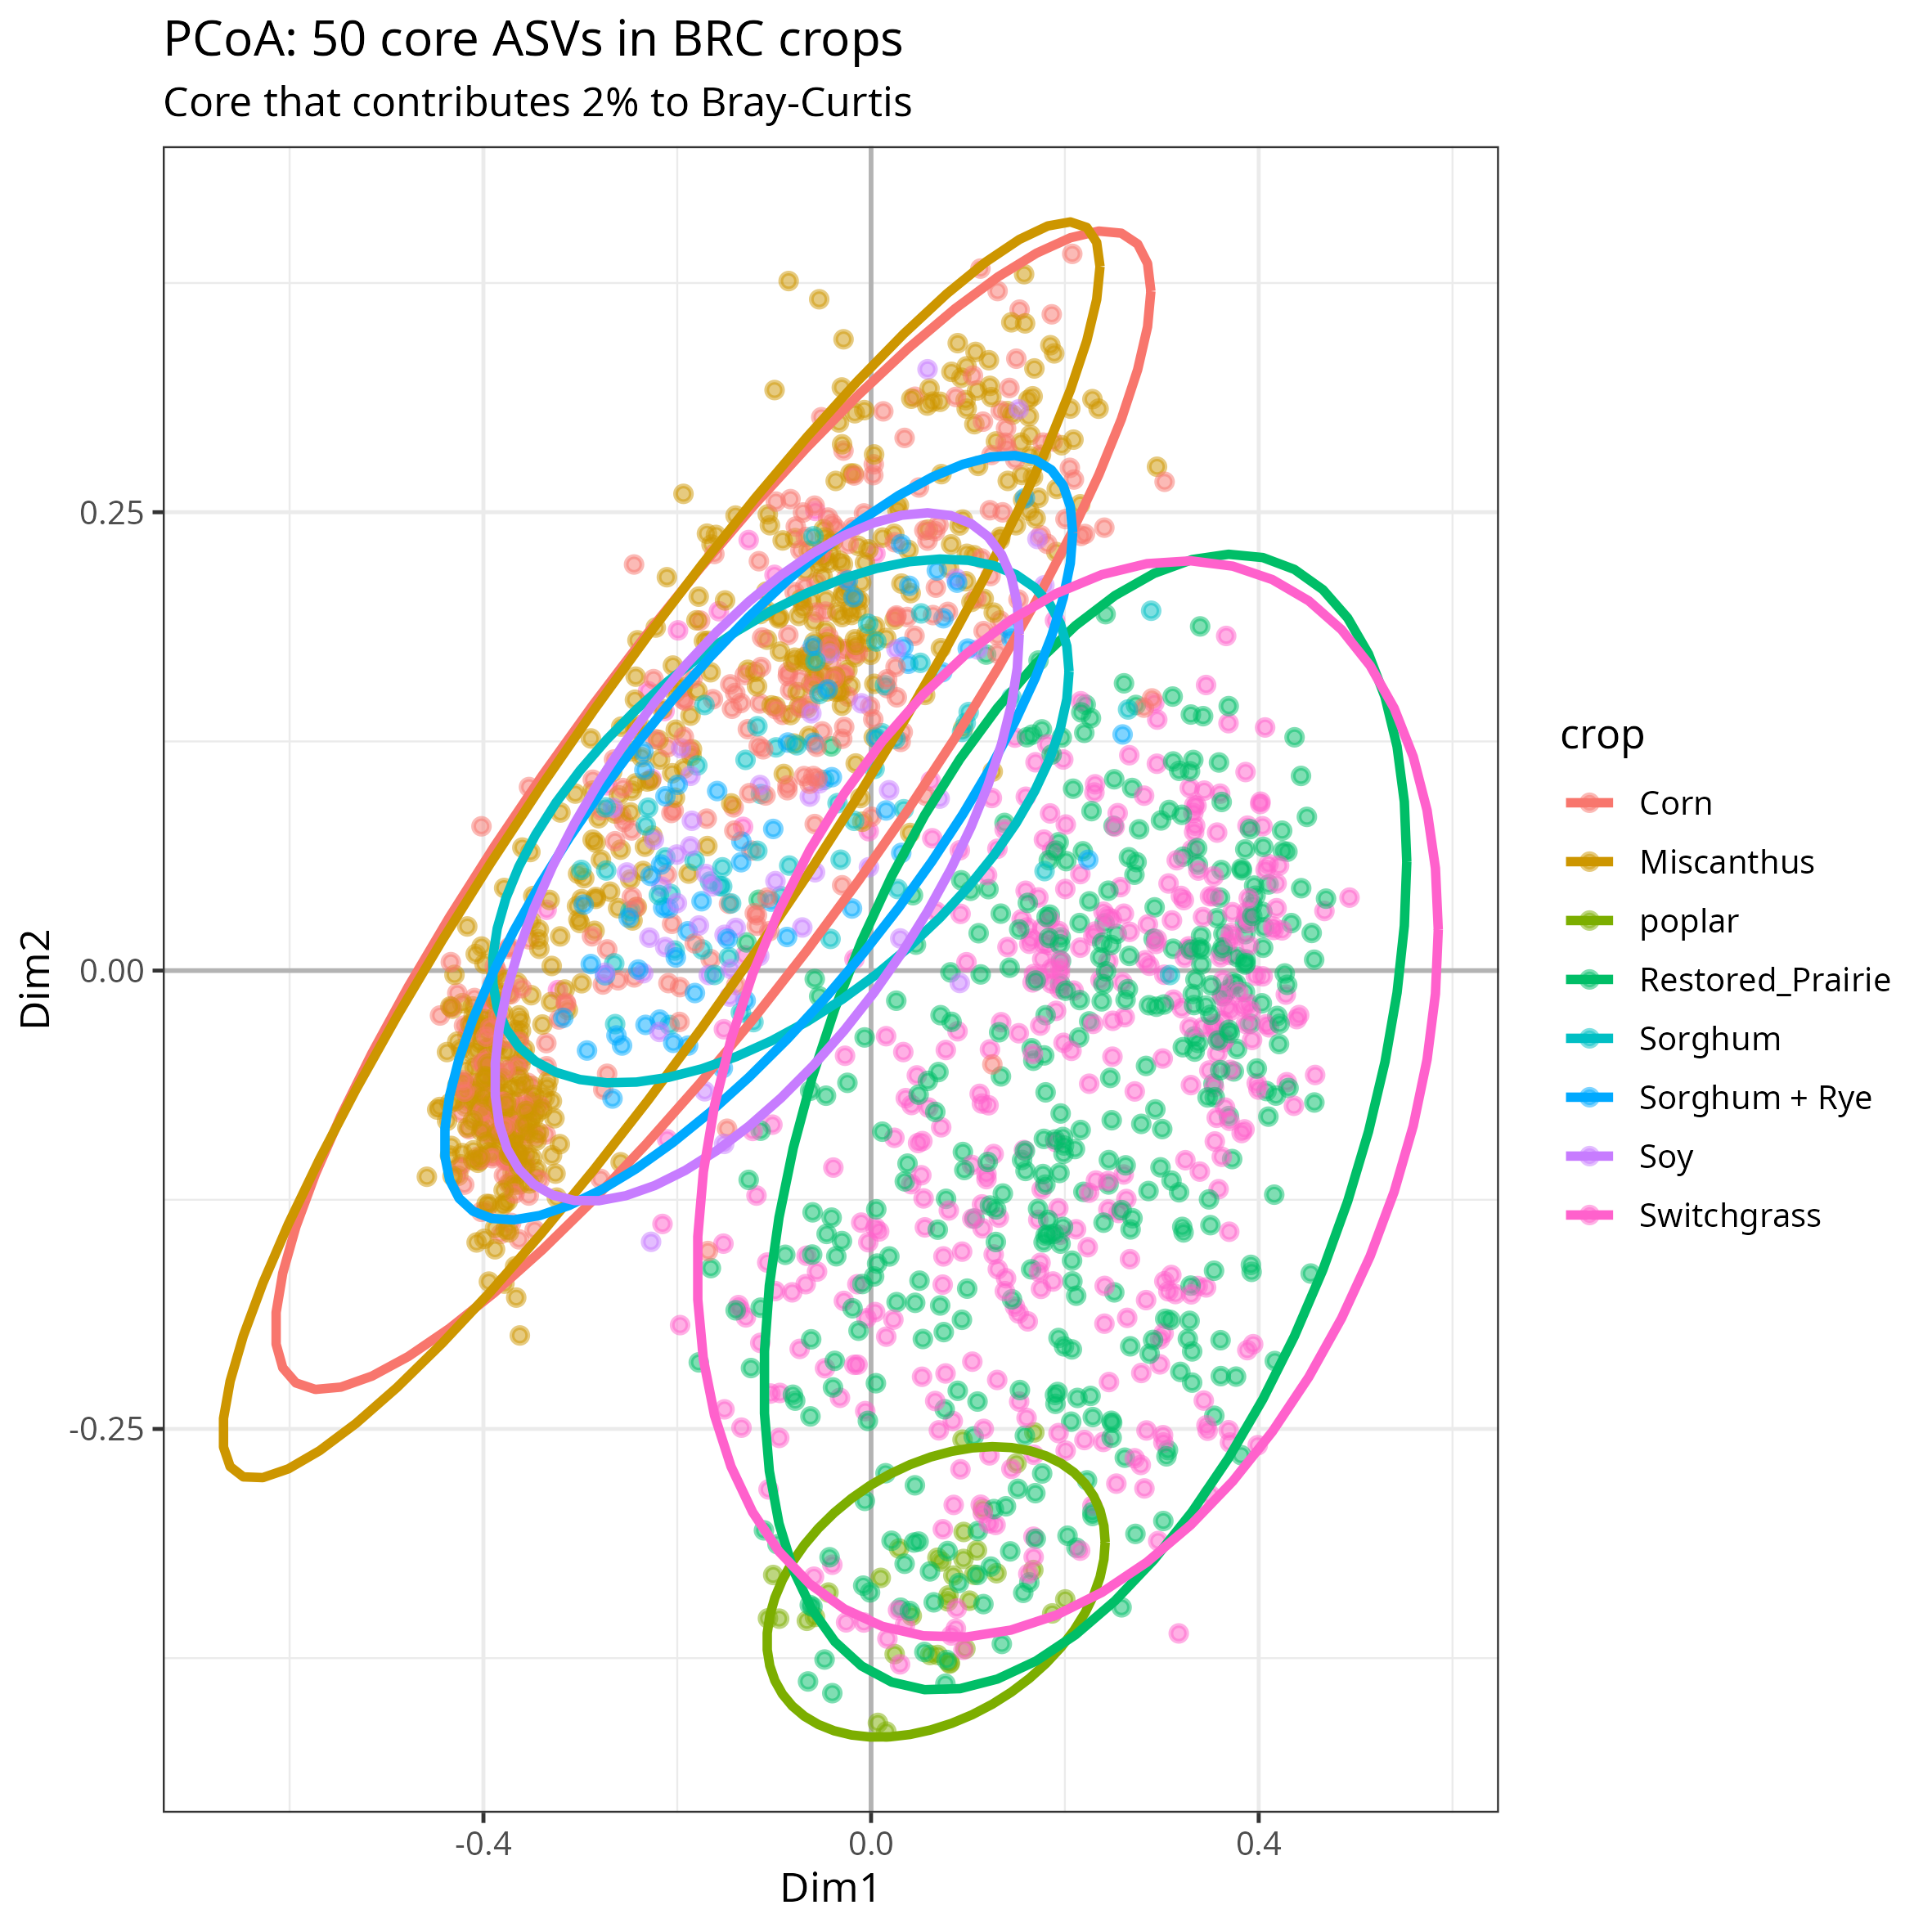 PCoA: 50 core ASVs in BRC crops
Core that contributes 2% to Bray-Curtis
0.25
0.00
-0.25
Dim2
-0.4
0.0
0.4
Dim1
crop
Corn
Miscanthus
poplar
Restored_Prairie
Sorghum
Sorghum + Rye
Soy
Switchgrass